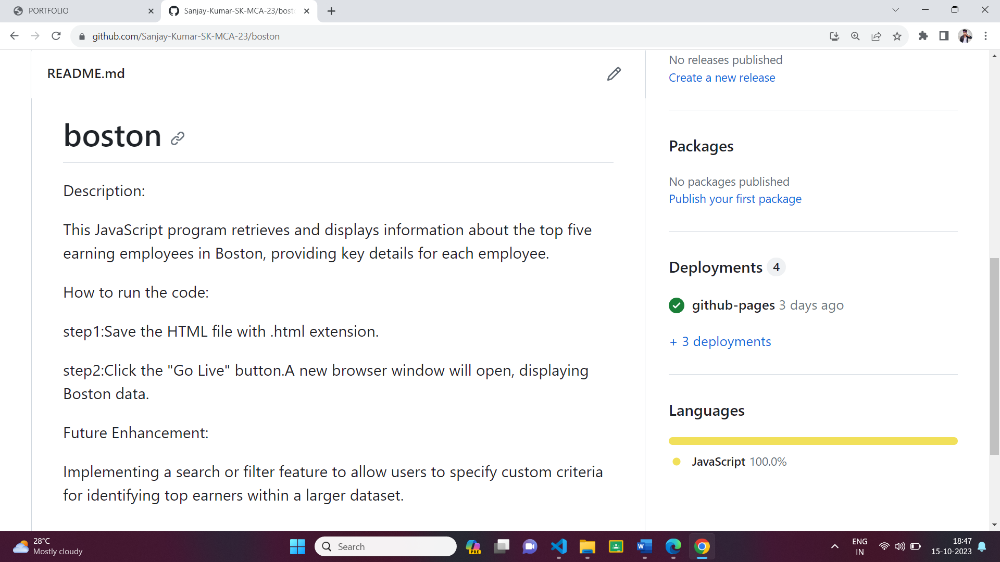 PORTFOLIO
Sanjay-Kumar-SK-MCA-23/bost
github.com/Sanjay-Kumar-SK-MCA-23/boston
README.md
boston
Description:
This JavaScript program retrieves and displays information about the top five
earning employees in Boston, providing key details for each employee.
How to run the code:
step1:Save the HTML file with .html extension.
step2:Click the "Go Live" button.A new browser window will open, displaying
Boston data.
Future Enhancement:
Implementing a search or filter feature to allow users to specify custom criteria
for identifying top earners within a larger dataset.
No releases published
Create a new release
Packages
No packages published
Publish your first package
Deployments 4
github-pages 3 days ago
+ 3 deployments
Languages
JavaScript 100.0%
28°C
Mostly cloudy
Search
PRE
W
ENG
IN
18:47
15-10-2023